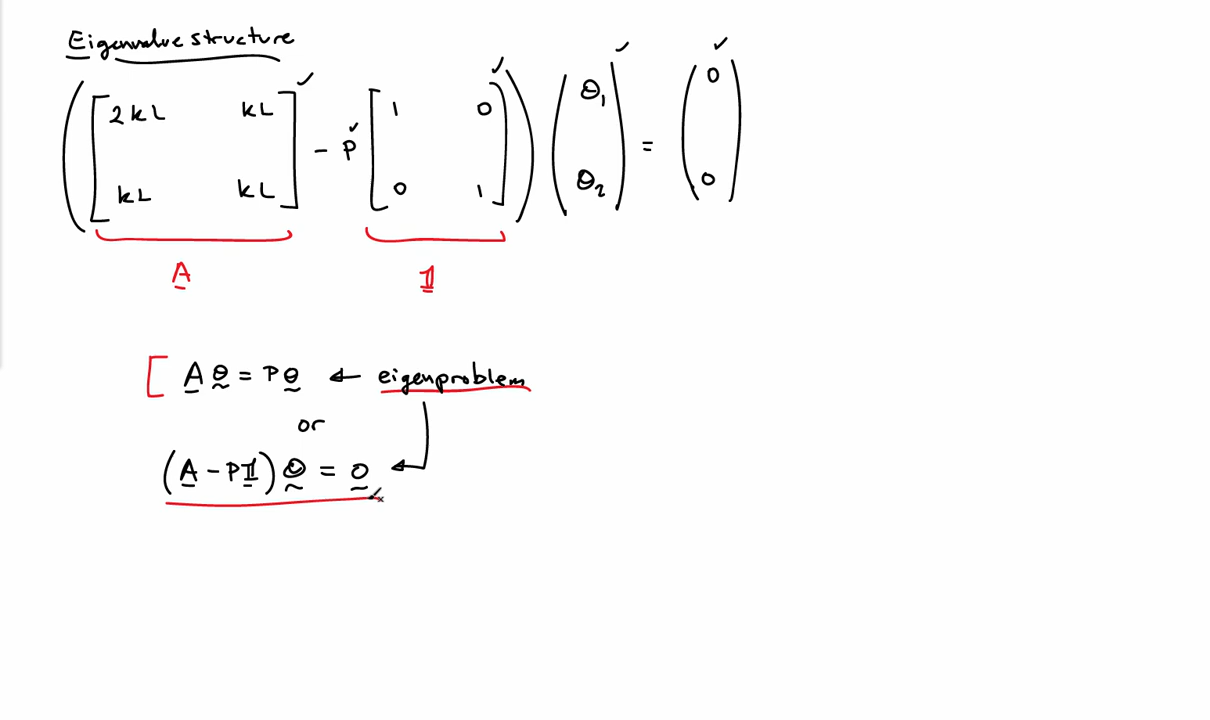 Eigenvalue structure
([2kL kL
kL kL] - P [1 0
0 1]) (θ₁
θ₂) = (0
0)
A 𝟙
[ A θ = P θ ← eigenproblem
or
(A - P𝟙) θ = 0